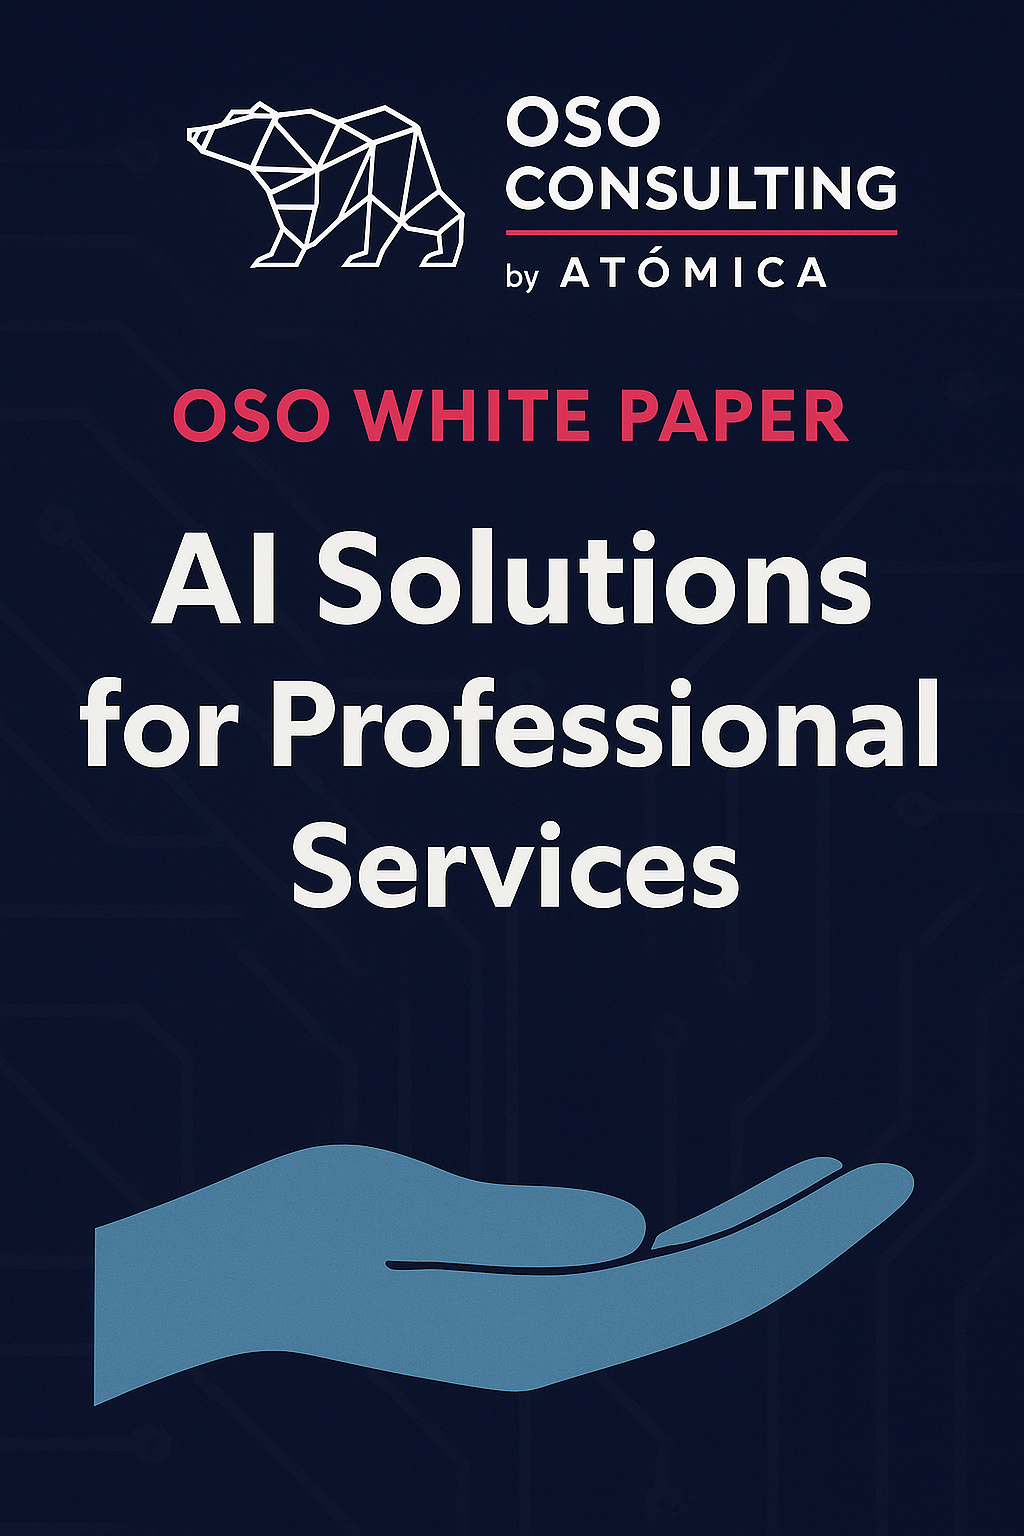 OSO
CONSULTING
by ATÓMICA
OSO WHITE PAPER
AI Solutions
for Professional
Services